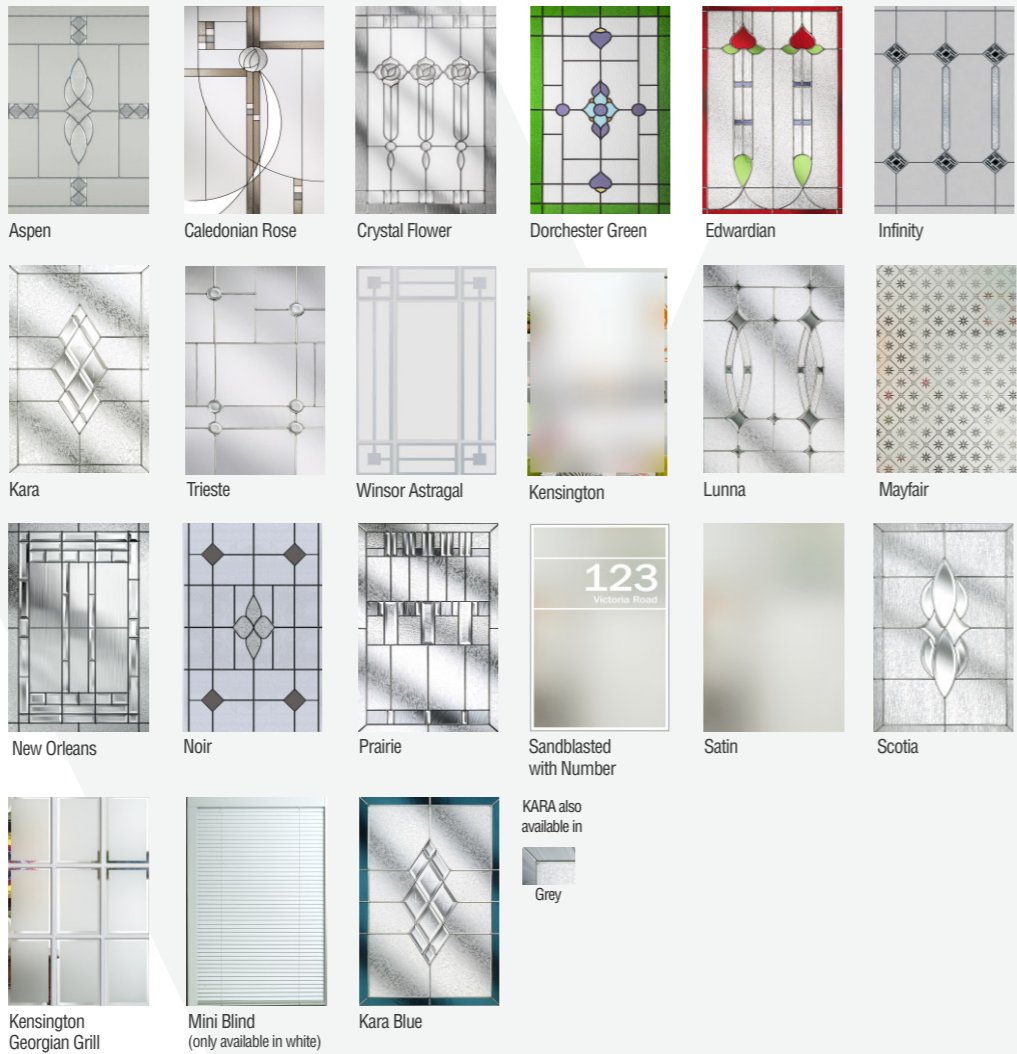 Aspen
Caledonian Rose
Crystal Flower
Dorchester Green
Edwardian
Infinity
Kara
Trieste
Winsor Astragal
Kensington
Lunna
Mayfair
New Orleans
Noir
Prairie
123
Victoria Road
Sandblasted
with Number
Satin
Scotia
Kensington
Georgian Grill
Mini Blind
(only available in white)
Kara Blue
KARA also
available in
Grey